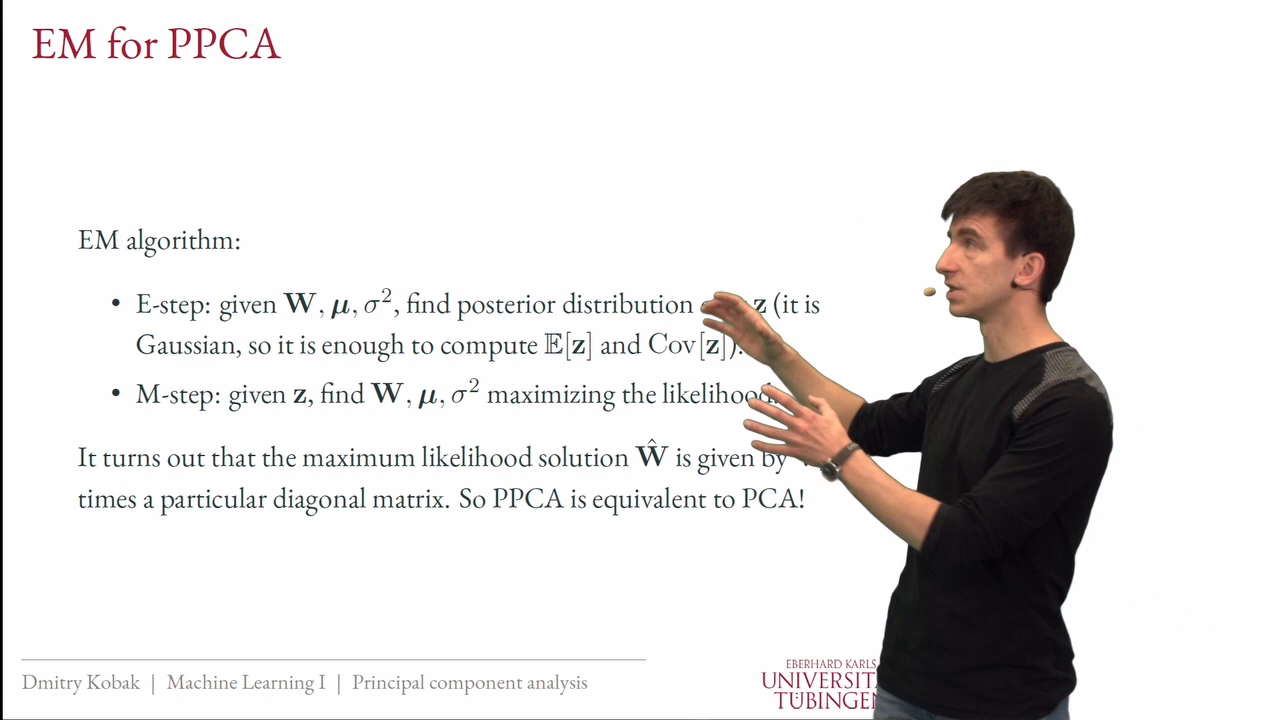 EM for PPCA
EM algorithm:
• E-step: given W, μ, σ², find posterior distribution z (it is
Gaussian, so it is enough to compute 𝔼[z] and Cov[z]).
• M-step: given z, find W, μ, σ² maximizing the likelihood.
It turns out that the maximum likelihood solution Ŵ is given by
times a particular diagonal matrix. So PPCA is equivalent to PCA!
Dmitry Kobak | Machine Learning I | Principal component analysis
EBERHARD KARLS
UNIVERSIT
TÜBINGEN